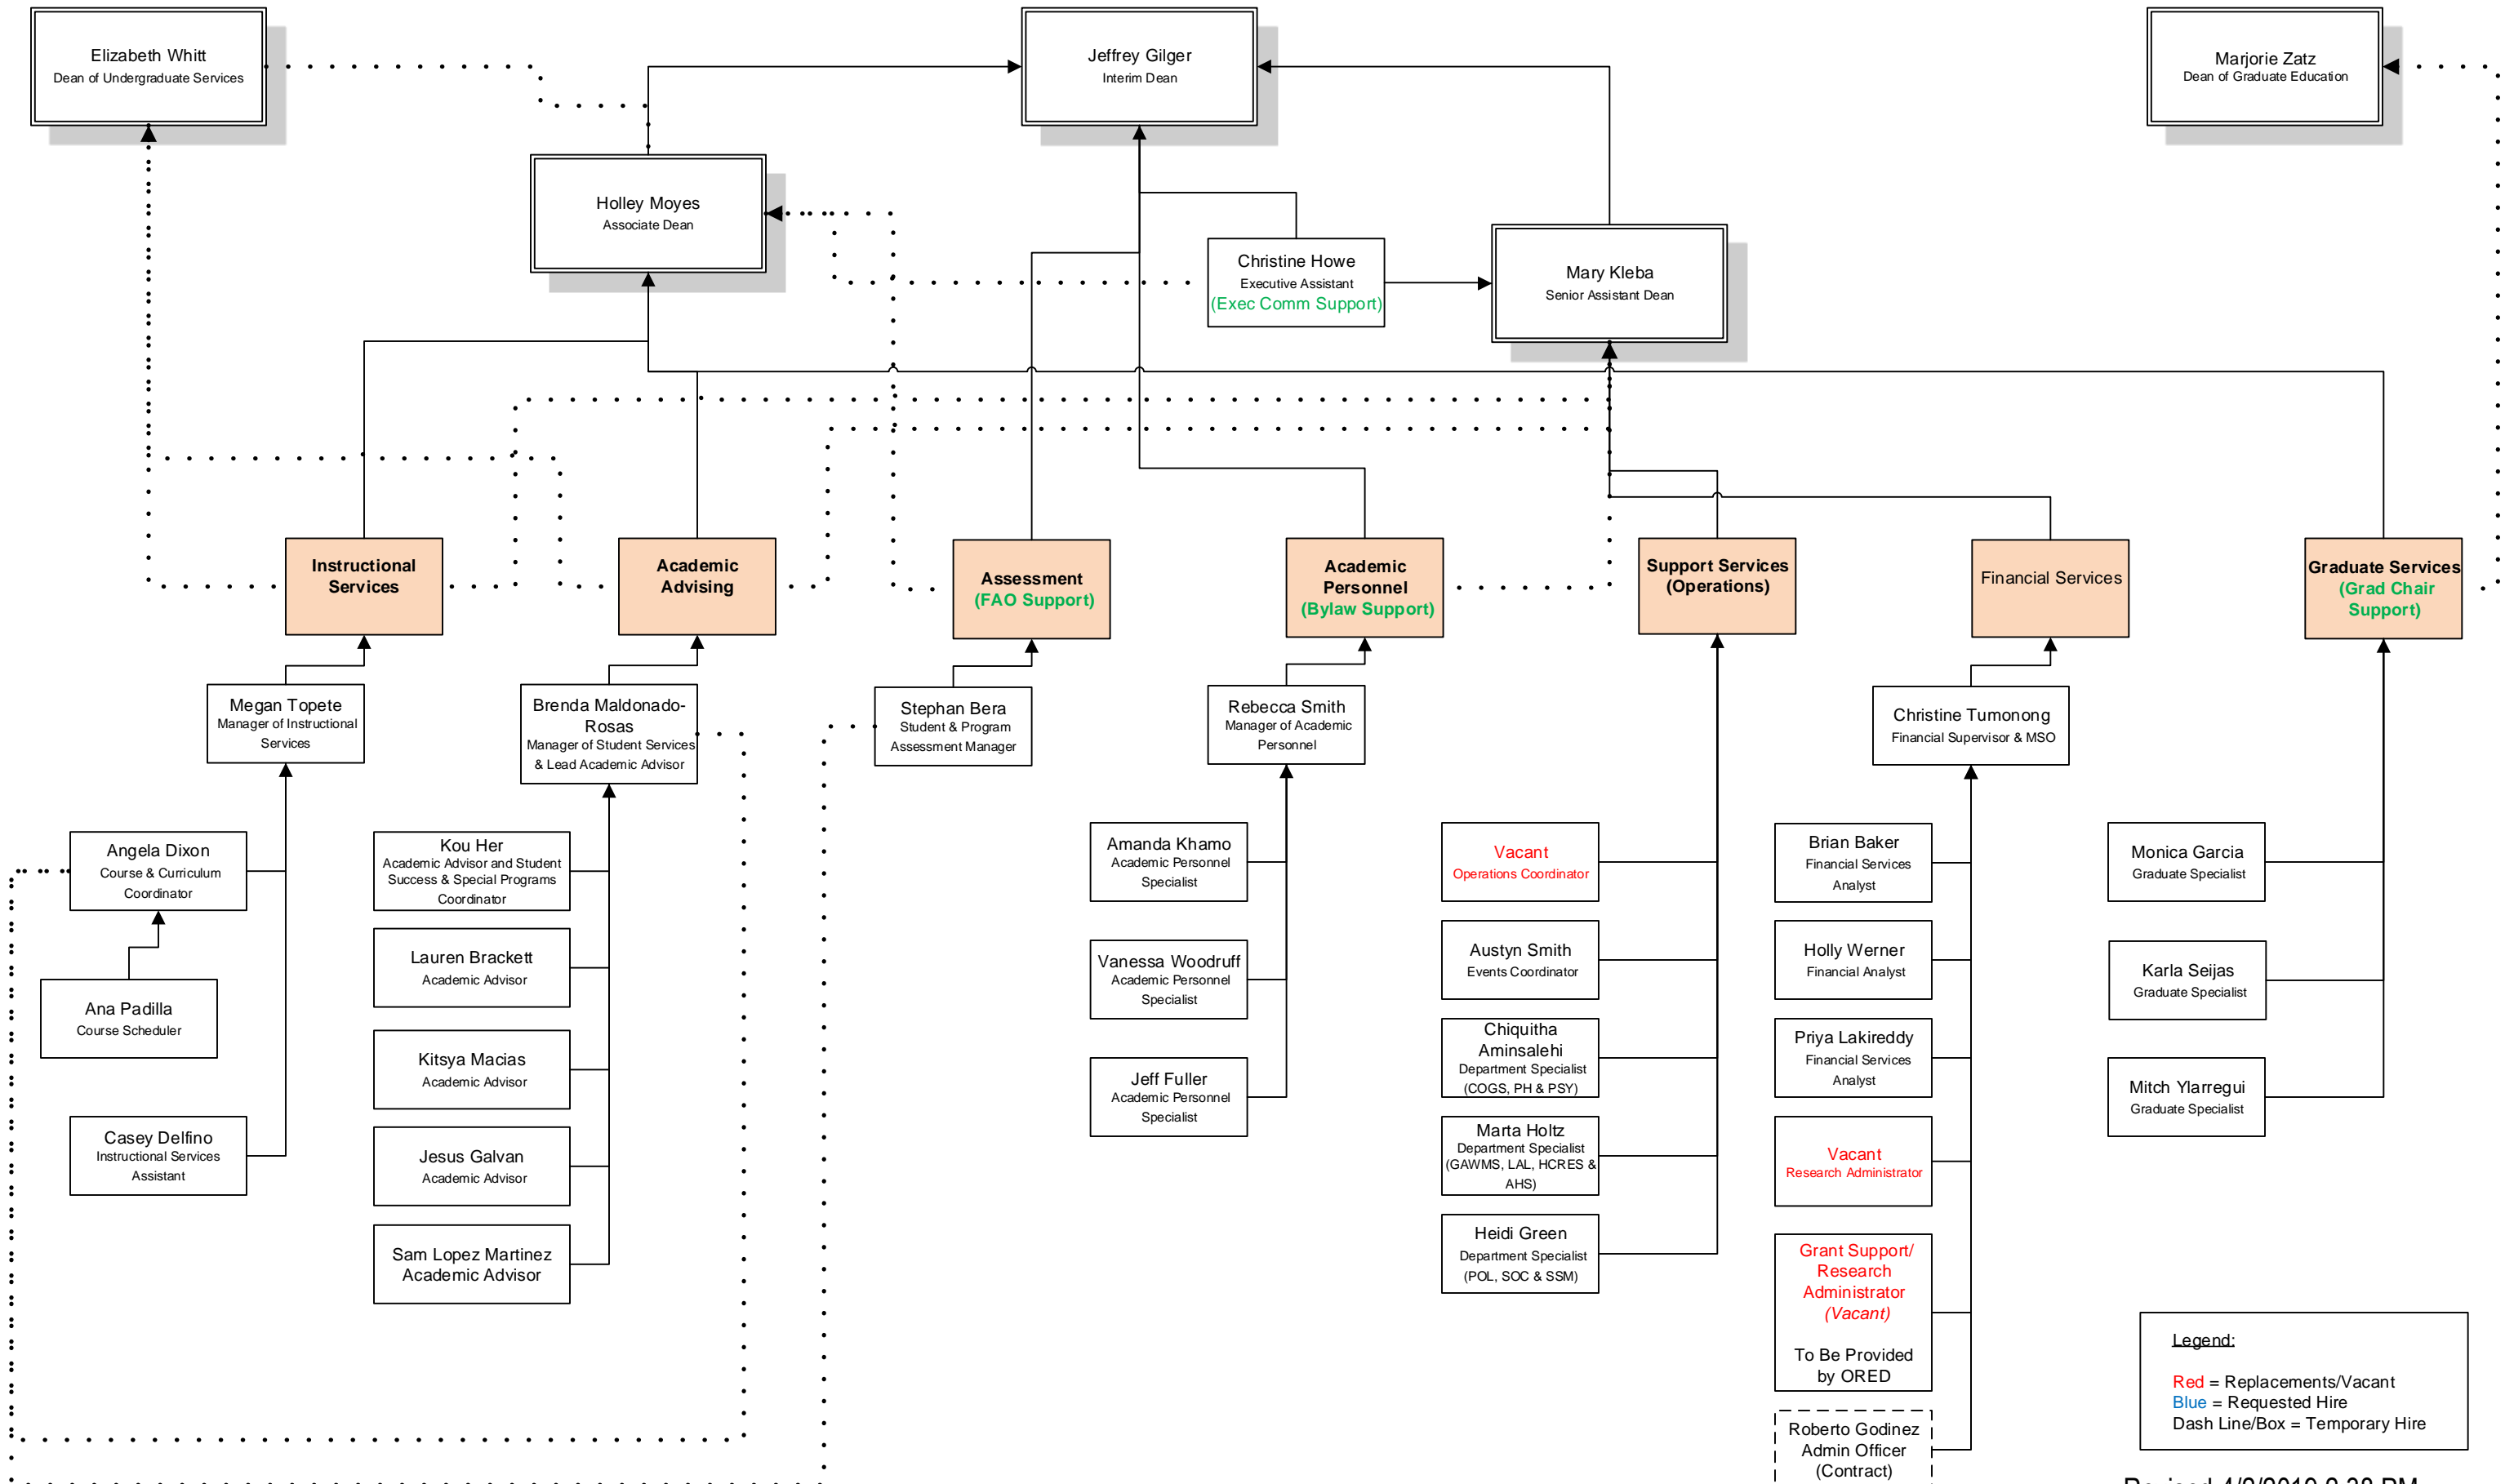 Elizabeth Whitt
Dean of Undergraduate Services
Jeffrey Gilger
Interim Dean
Marjorie Zatz
Dean of Graduate Education
Holley Moyes
Associate Dean
Christine Howe
Executive Assistant
(Exec Comm Support)
Mary Kleba
Senior Assistant Dean
Instructional
Services
Academic
Advising
Assessment
(FAO Support)
Academic
Personnel
(Bylaw Support)
Support Services
(Operations)
Financial Services
Graduate Services
(Grad Chair
Support)
Megan Topete
Manager of Instructional
Services
Brenda Maldonado-
Rosas
Manager of Student Services
& Lead Academic Advisor
Stephan Bera
Student & Program
Assessment Manager
Rebecca Smith
Manager of Academic
Personnel
Christine Tumonong
Financial Supervisor & MSO
Angela Dixon
Course & Curriculum
Coordinator
Ana Padilla
Course Scheduler
Casey Delfino
Instructional Services
Assistant
Kou Her
Academic Advisor and Student
Success & Special Programs
Coordinator
Lauren Brackett
Academic Advisor
Kitsya Macias
Academic Advisor
Jesus Galvan
Academic Advisor
Sam Lopez Martinez
Academic Advisor
Amanda Khamo
Academic Personnel
Specialist
Vanessa Woodruff
Academic Personnel
Specialist
Jeff Fuller
Academic Personnel
Specialist
Vacant
Operations Coordinator
Austyn Smith
Events Coordinator
Chiquitha
Aminsalehi
Department Specialist
(COGS, PH & PSY)
Marta Holtz
Department Specialist
(GAWMS, LAL, HCRES &
AHS)
Heidi Green
Department Specialist
(POL, SOC & SSM)
Brian Baker
Financial Services
Analyst
Holly Werner
Financial Analyst
Priya Lakireddy
Financial Services
Analyst
Vacant
Research Administrator
Grant Support/
Research
Administrator
(Vacant)
To Be Provided
by ORED
Roberto Godinez
Admin Officer
(Contract)
Monica Garcia
Graduate Specialist
Karla Seijas
Graduate Specialist
Mitch Ylarregui
Graduate Specialist
Legend:
Red = Replacements/Vacant
Blue = Requested Hire
Dash Line/Box = Temporary Hire